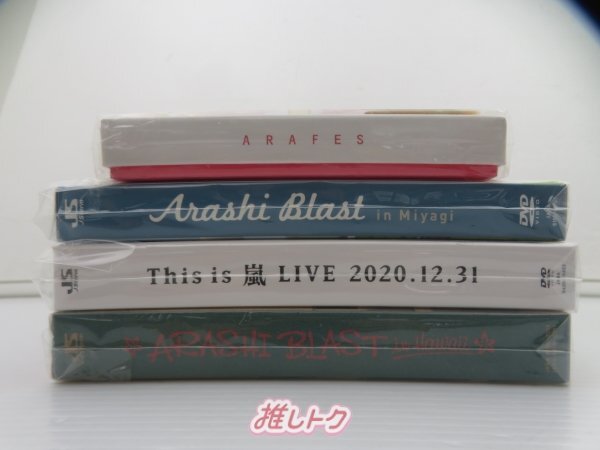 ARAFES
Arashi Blast in Miyagi
DVD
VIDEO
This is 嵐 LIVE 2020.12.31
DVD
ARASHI BLAST in Hawaii
推しトク